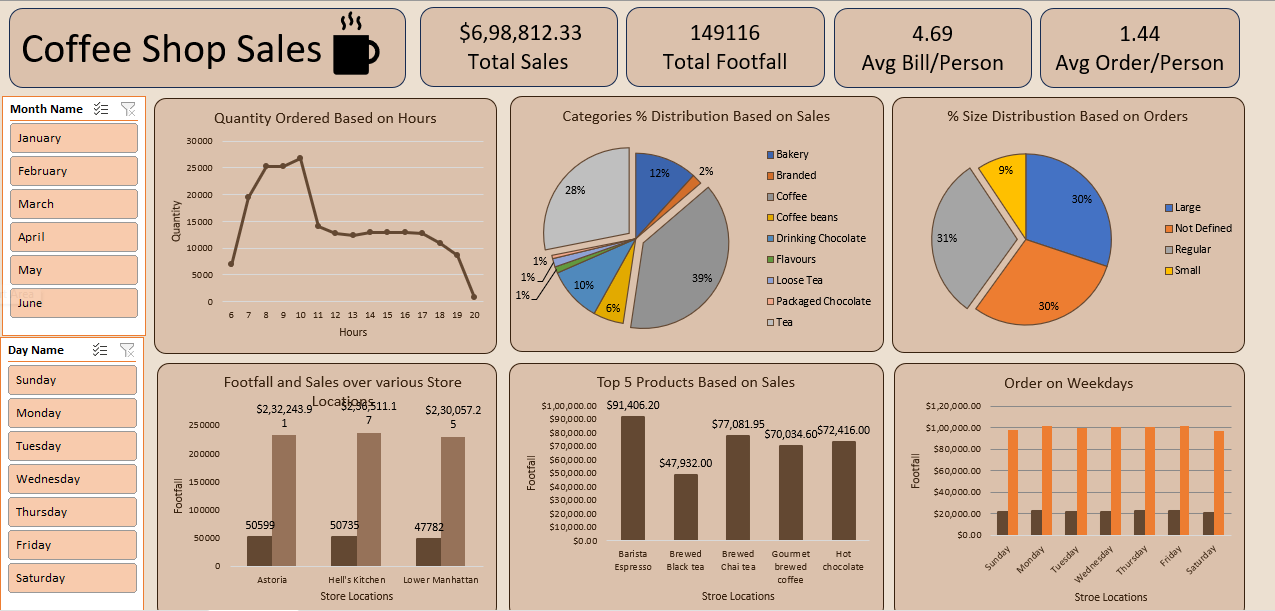 Coffee Shop Sales
$6,98,812.33
Total Sales
149116
Total Footfall
4.69
Avg Bill/Person
1.44
Avg Order/Person
Month Name
January
February
March
April
May
June
Day Name
Sunday
Monday
Tuesday
Wednesday
Thursday
Friday
Saturday
Quantity Ordered Based on Hours
30000
25000
20000
15000
10000
5000
0
Quantity
6 7 8 9 10 11 12 13 14 15 16 17 18 19 20
Hours
Categories % Distribution Based on Sales
12%
2%
39%
6%
10%
1%
1%
1%
28%
Bakery
Branded
Coffee
Coffee beans
Drinking Chocolate
Flavours
Loose Tea
Packaged Chocolate
Tea
% Size Distribustion Based on Orders
30%
30%
31%
9%
Large
Not Defined
Regular
Small
Footfall and Sales over various Store
Locations
$2,32,243.9
1
$2,36,511.1
7
$2,30,057.2
5
250000
200000
150000
100000
50000
0
Footfall
50599
50735
47782
Astoria
Hell's Kitchen
Lower Manhattan
Store Locations
Top 5 Products Based on Sales
$1,00,000.00
$90,000.00
$80,000.00
$70,000.00
$60,000.00
$50,000.00
$40,000.00
$30,000.00
$20,000.00
$10,000.00
$0.00
Footfall
$91,406.20
$47,932.00
$77,081.95
$70,034.60
$72,416.00
Barista
Espresso
Brewed
Black tea
Brewed
Chai tea
Gourmet
brewed
coffee
Hot
chocolate
Stroe Locations
Order on Weekdays
$1,20,000.00
$1,00,000.00
$80,000.00
$60,000.00
$40,000.00
$20,000.00
$0.00
Footfall
Sunday
Monday
Tuesday
Wednesday
Thursday
Friday
Saturday
Stroe Locations